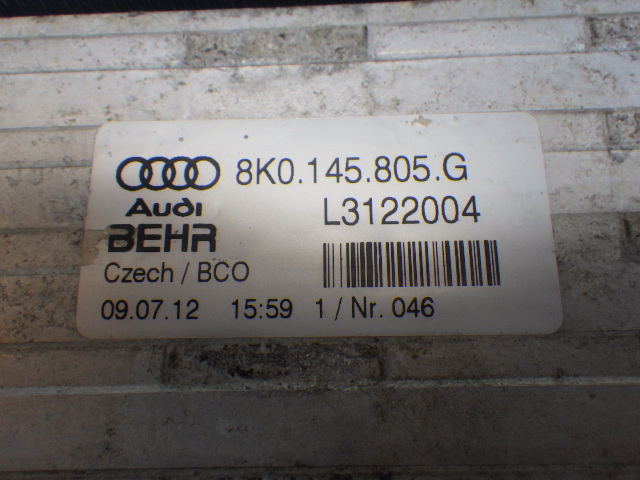 8K0.145.805.G
Audi
L3122004
BEHR
Czech / BCO
09.07.12 15:59 1 / Nr. 046